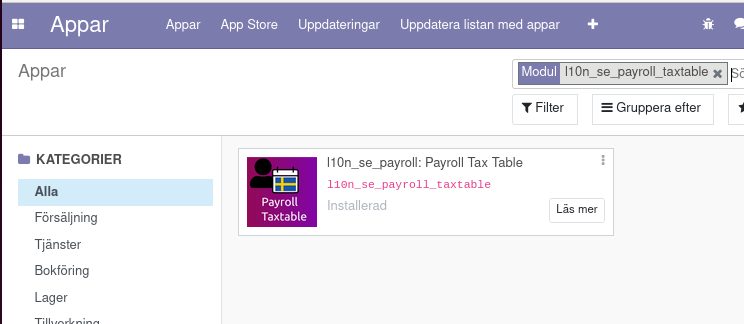 Appar
Appar
App Store
Uppdateringar
Uppdatera listan med appar
Appar
Modul
l10n_se_payroll_taxtable
Filter
Gruppera efter
KATEGORIER
Alla
Försäljning
Tjänster
Bokföring
Lager
Tillverkning
l10n_se_payroll: Payroll Tax Table
l10n_se_payroll_taxtable
Installerad
Läs mer
Payroll
Taxtable